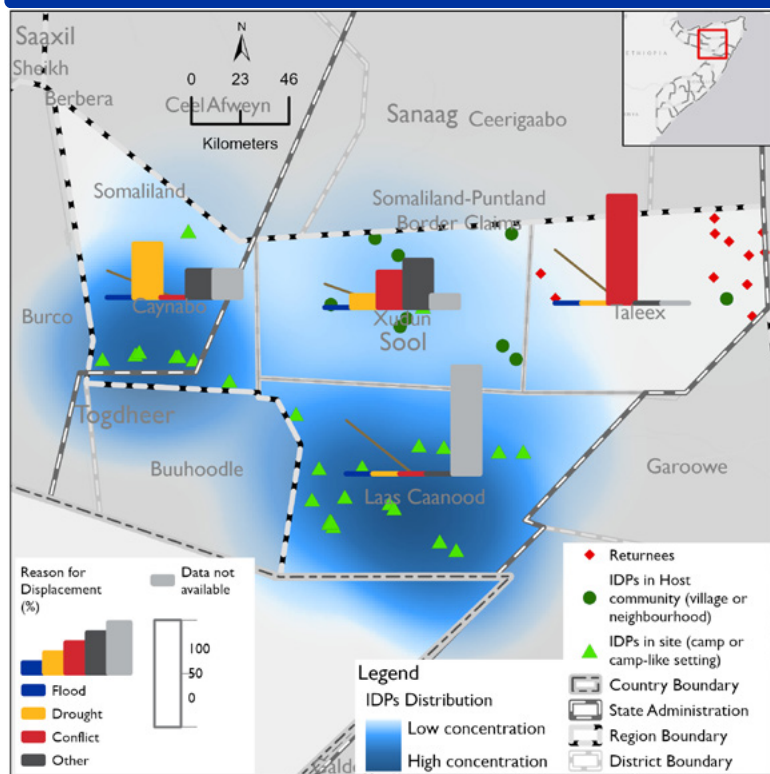 Saaxil
Sheikh
Berbera
Ceel Afweyn
N
0 23 46
Kilometers
Sanaag
Ceerigaabo
ETHIOPIA
Somaliland
Somaliland-Puntland
Border Claims
Burco
Caynabo
Xudun
Sool
Taleex
Togdheer
Buuhoodle
Laas Caanood
Garoowe
Reason for
Displacement
(%)
Data not
available
100
50
0
Flood
Drought
Conflict
Other
Legend
IDPs Distribution
Low concentration
High concentration
Returnees
IDPs in Host
community (village or
neighbourhood)
IDPs in site (camp or
camp-like setting)
Country Boundary
State Administration
Region Boundary
District Boundary